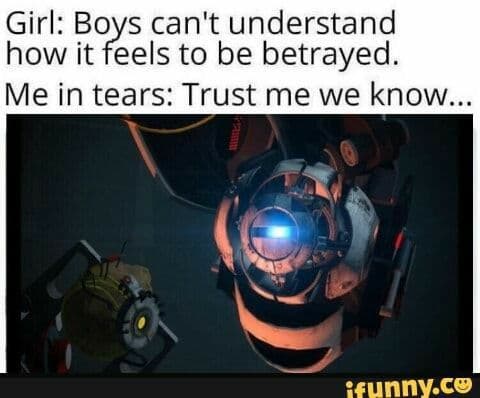 Girl: Boys can't understand
how it feels to be betrayed.
Me in tears: Trust me we know...
ifunny.co